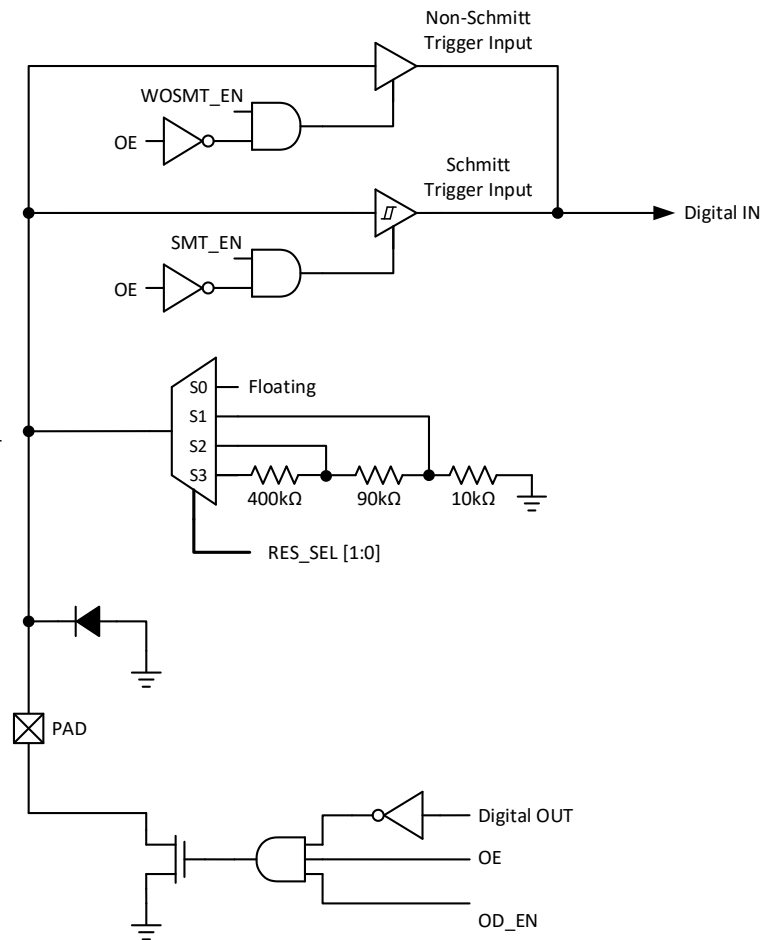 Non-Schmitt
Trigger Input
WOSMT_EN
OE
Schmitt
Trigger Input
Digital IN
SMT_EN
OE
S0
Floating
S1
S2
S3
400kΩ
90kΩ
10kΩ
RES_SEL [1:0]
PAD
Digital OUT
OE
OD_EN